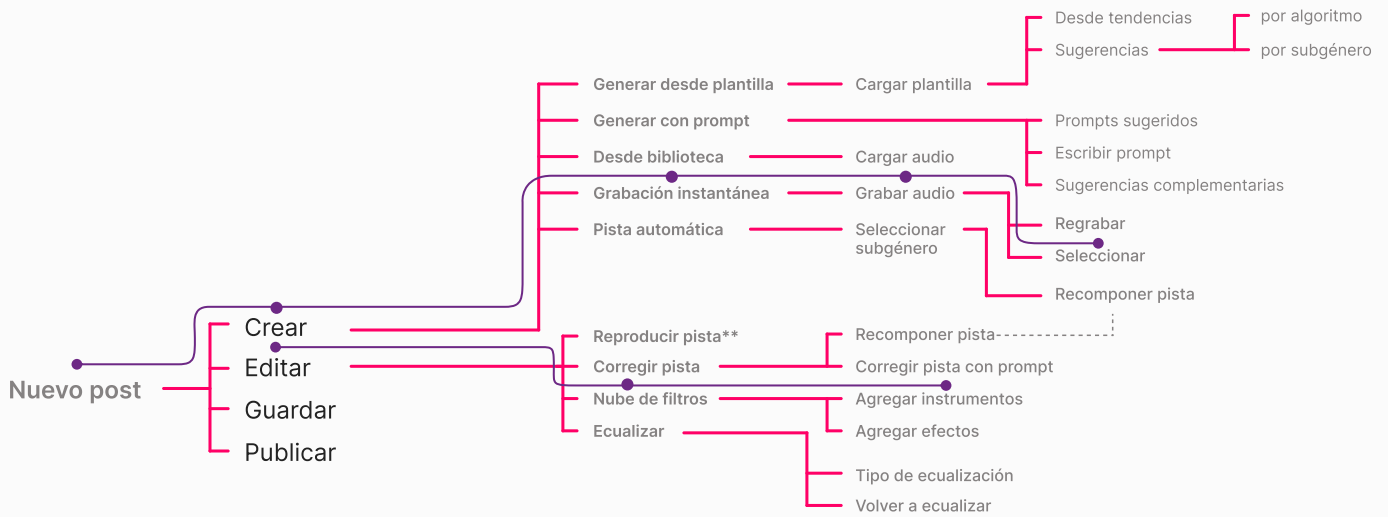 Desde tendencias
por algoritmo
Sugerencias
por subgénero
Generar desde plantilla
Cargar plantilla
Generar con prompt
Prompts sugeridos
Escribir prompt
Sugerencias complementarias
Desde biblioteca
Cargar audio
Grabación instantánea
Grabar audio
Regrabar
Seleccionar
Pista automática
Seleccionar
subgénero
Recomponer pista
Nuevo post
Crear
Editar
Guardar
Publicar
Reproducir pista**
Corregir pista
Recomponer pista
Corregir pista con prompt
Nube de filtros
Agregar instrumentos
Agregar efectos
Ecualizar
Tipo de ecualización
Volver a ecualizar